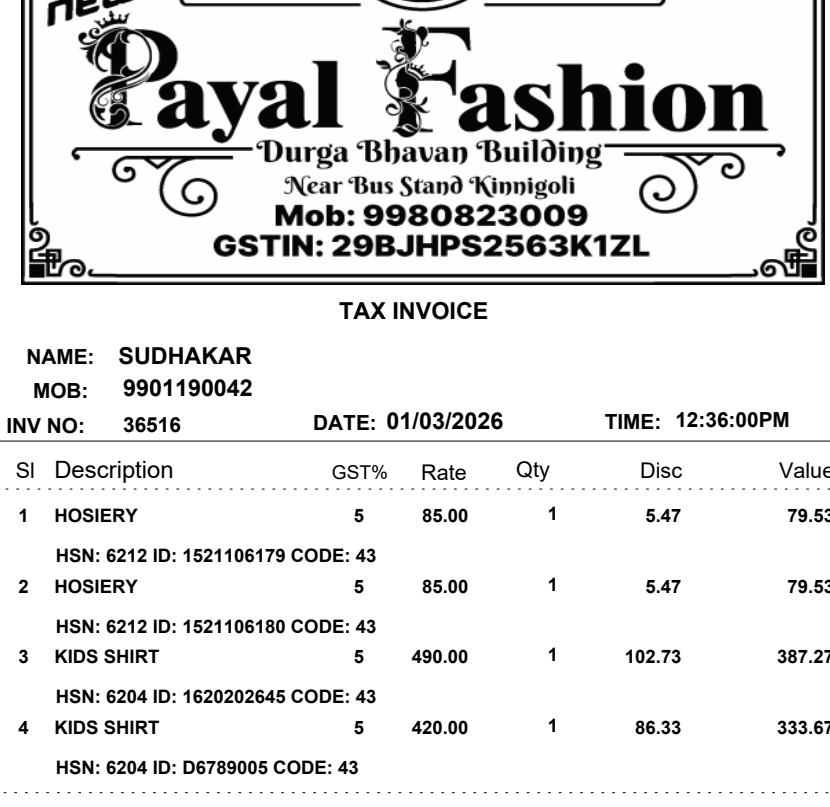 new
Payal Fashion
Durga Bhavan Building
Near Bus Stand Kinnigoli
Mob: 9980823009
GSTIN: 29BJHPS2563K1ZL
TAX INVOICE
NAME: SUDHAKAR
MOB: 9901190042
INV NO: 36516 DATE: 01/03/2026 TIME: 12:36:00PM
Sl Description GST% Rate Qty Disc Value
1 HOSIERY 5 85.00 1 5.47 79.53
HSN: 6212 ID: 1521106179 CODE: 43
2 HOSIERY 5 85.00 1 5.47 79.53
HSN: 6212 ID: 1521106180 CODE: 43
3 KIDS SHIRT 5 490.00 1 102.73 387.27
HSN: 6204 ID: 1620202645 CODE: 43
4 KIDS SHIRT 5 420.00 1 86.33 333.67
HSN: 6204 ID: D6789005 CODE: 43